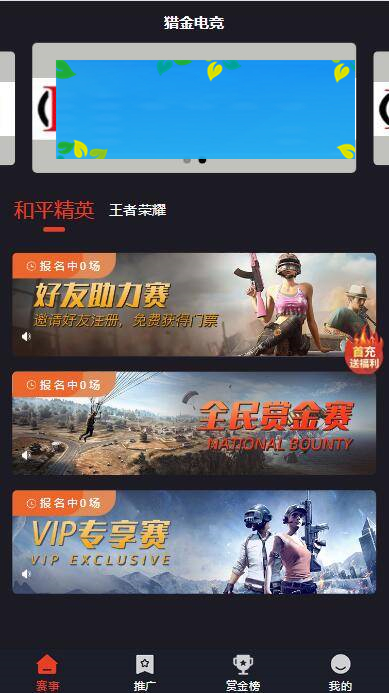 猎金电竞
和平精英 王者荣耀
报名中0场
好友助力赛
邀请好友注册，免费获得门票
首充
送福利
报名中0场
全民赏金赛
NATIONAL BOUNTY
报名中0场
VIP专享赛
VIP EXCLUSIVE
赛事 推广 赏金榜 我的